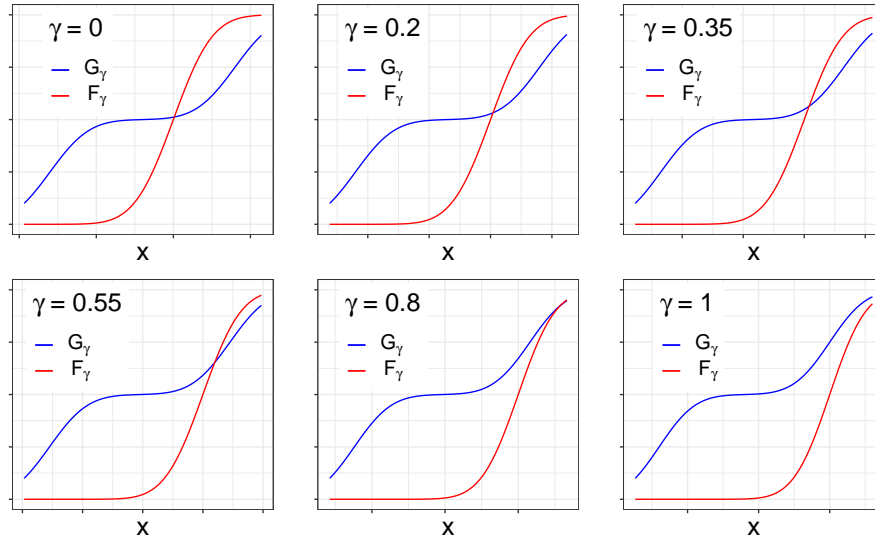 γ = 0
G_γ
F_γ
x
γ = 0.2
G_γ
F_γ
x
γ = 0.35
G_γ
F_γ
x
γ = 0.55
G_γ
F_γ
x
γ = 0.8
G_γ
F_γ
x
γ = 1
G_γ
F_γ
x